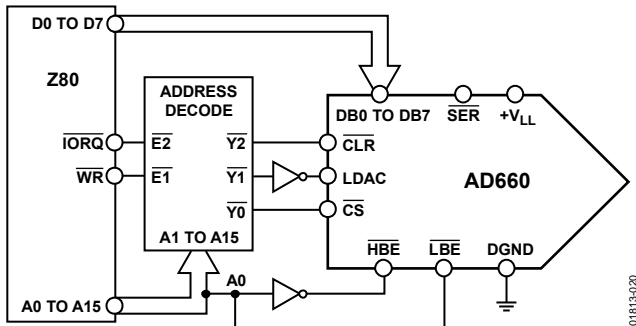 D0 TO D7
Z80
ADDRESS
DECODE
DB0 TO DB7
SER
+VLL
IORQ
E2
Y2
CLR
WR
E1
Y1
LDAC
AD660
Y0
CS
A1 TO A15
HBE
LBE
DGND
A0
A0 TO A15
01813-020